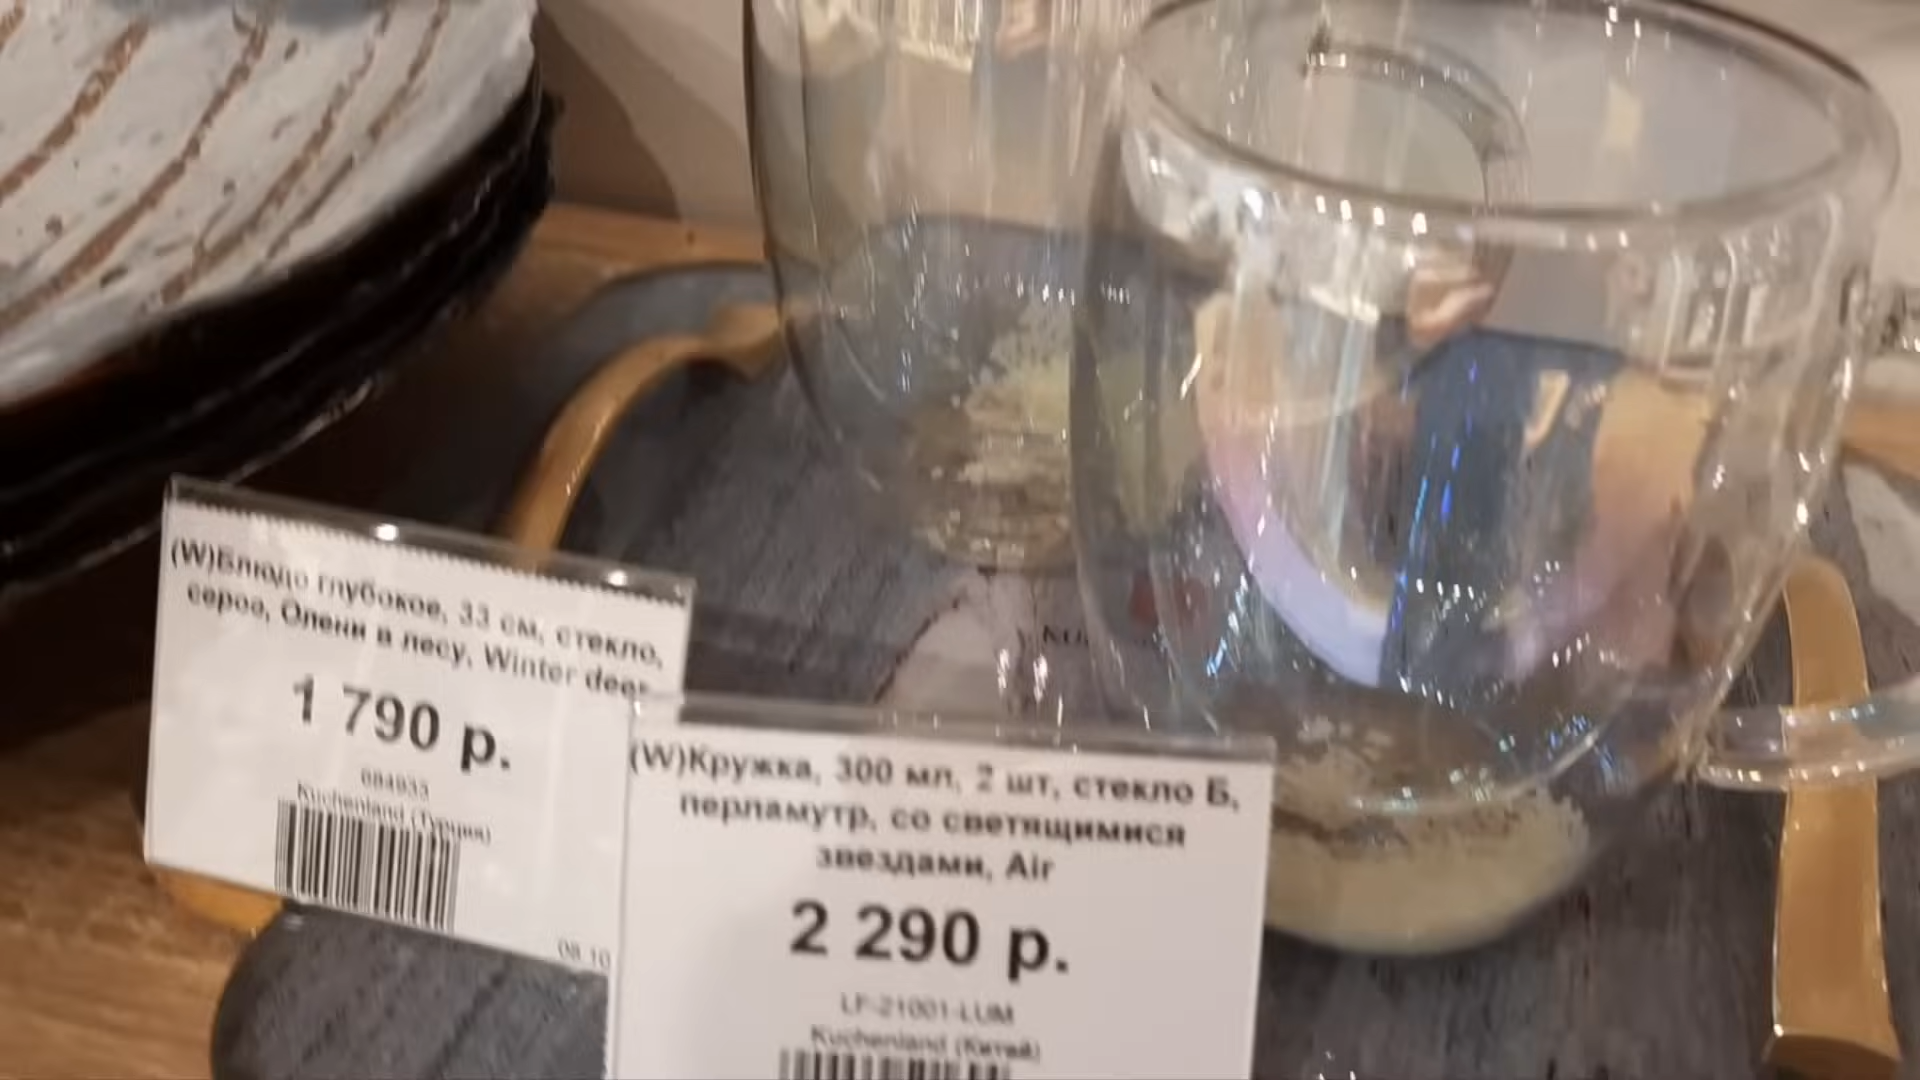 (W)Блюдо глубокое, 33 см, стекло,
серое, Олени в лесу, Winter deer
1 790 р.
684933
Kuchenland (Турция)
08.10
(W)Кружка, 300 мл, 2 шт, стекло Б,
перламутр, со светящимися
звездами, Air
2 290 р.
LF-21001-LUM
Kuchenland (Китай)